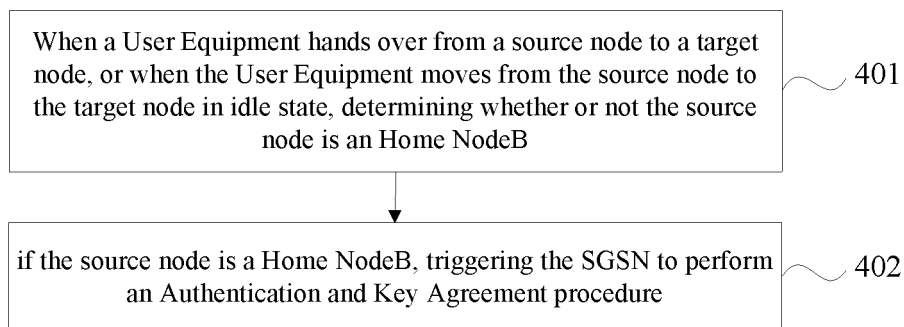 When a User Equipment hands over from a source node to a target
node, or when the User Equipment moves from the source node to
the target node in idle state, determining whether or not the source
node is an Home NodeB
401
if the source node is a Home NodeB, triggering the SGSN to perform
an Authentication and Key Agreement procedure
402